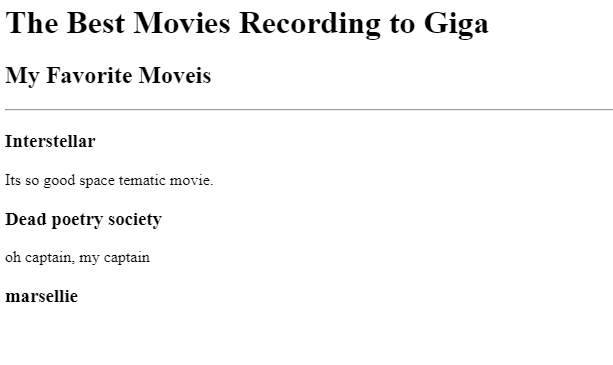 The Best Movies Recording to Giga
My Favorite Moveis
Interstellar
Its so good space tematic movie.
Dead poetry society
oh captain, my captain
marsellie